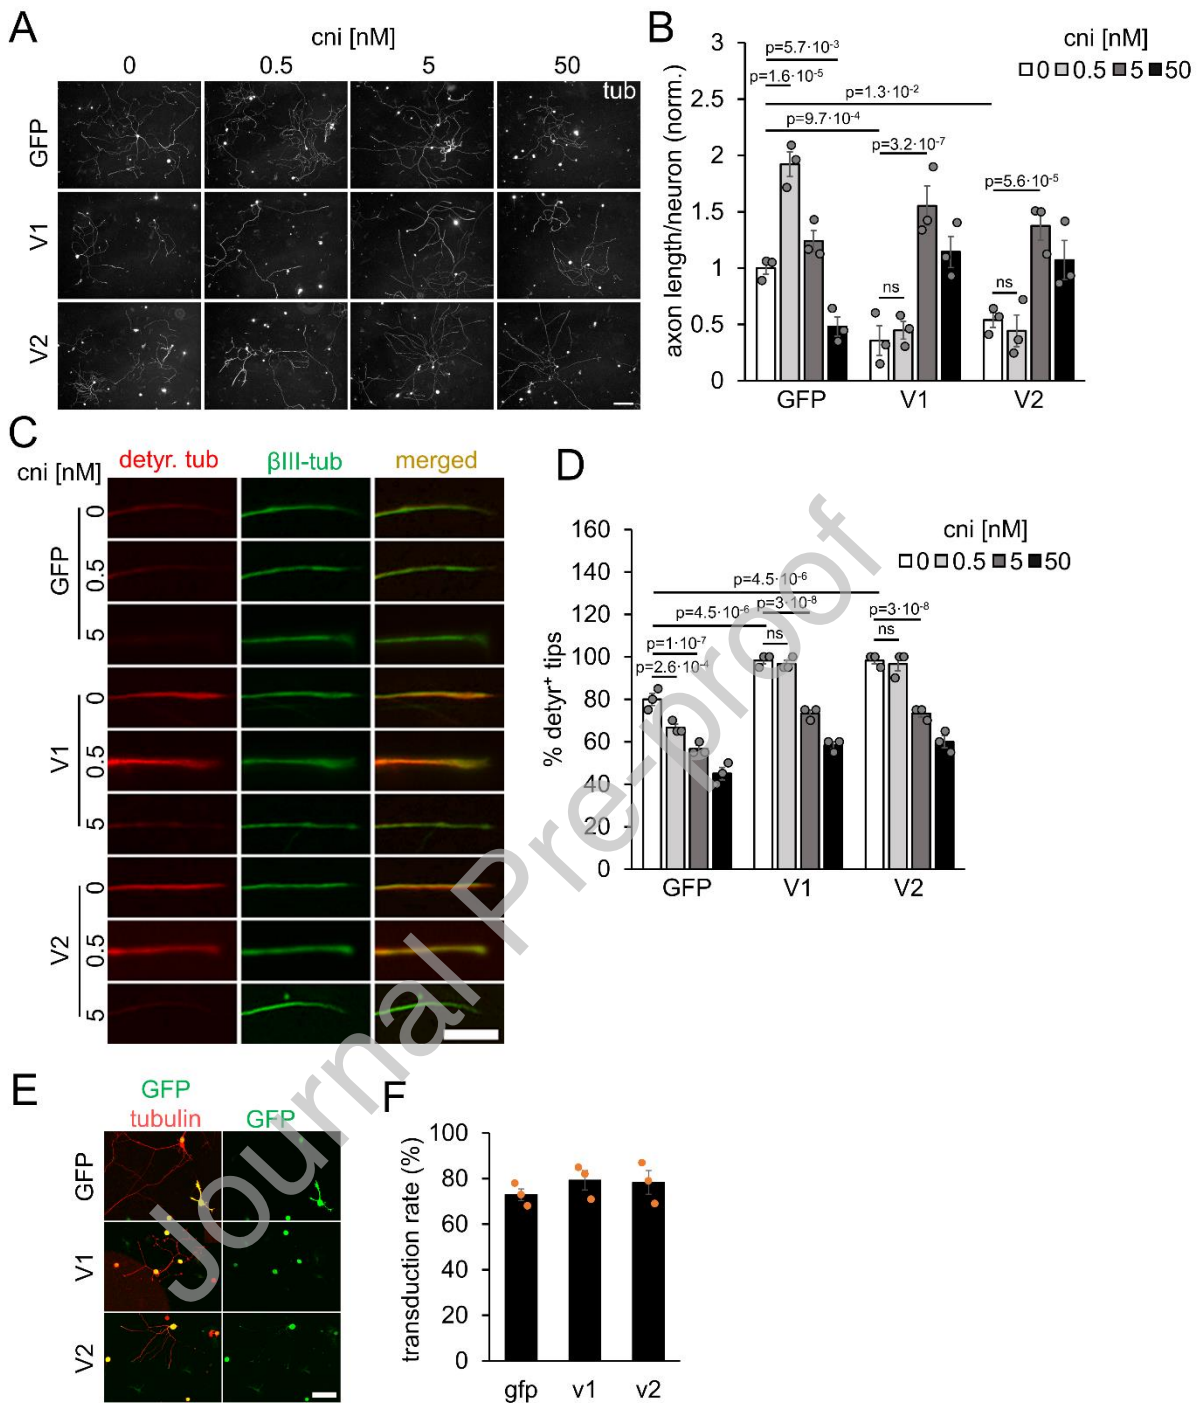 A
cni [nM]
0 0.5 5 50
tub
GFP
V1
V2
B
cni [nM]
0 0.5 5 50
axon length/neuron (norm.)
3
2.5
2
1.5
1
0.5
0
p=5.7·10-3
p=1.6·10-5
p=1.3·10-2
p=9.7·10-4
p=3.2·10-7
p=5.6·10-5
ns
ns
GFP V1 V2
C
cni [nM]
detyr. tub βIII-tub merged
GFP
0
0.5
5
V1
0
0.5
5
V2
0
0.5
5
D
cni [nM]
0 0.5 5 50
% detyr+ tips
160
140
120
100
80
60
40
20
0
p=4.5·10-6
p=4.5·10-6
p=3·10-8
p=3·10-8
p=1·10-7
p=2.6·10-4
ns
ns
GFP V1 V2
E
GFP
tubulin GFP
GFP
V1
V2
F
transduction rate (%)
100
80
60
40
20
0
gfp v1 v2
Journal Pre-proof